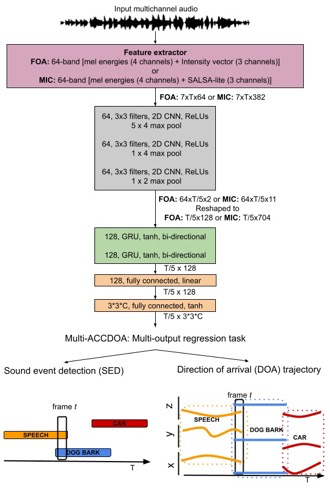 Input multichannel audio
Feature extractor
FOA: 64-band [mel energies (4 channels) + Intensity vector (3 channels)]
or
MIC: 64-band [mel energies (4 channels) + SALSA-lite (3 channels)]
FOA: 7xTx64 or MIC: 7xTx382
64, 3x3 filters, 2D CNN, ReLUs
5 x 4 max pool
64, 3x3 filters, 2D CNN, ReLUs
1 x 4 max pool
64, 3x3 filters, 2D CNN, ReLUs
1 x 2 max pool
FOA: 64xT/5x2 or MIC: 64xT/5x11
Reshaped to
FOA: T/5x128 or MIC: T/5x704
128, GRU, tanh, bi-directional
128, GRU, tanh, bi-directional
T/5 x 128
128, fully connected, linear
T/5 x 128
3*3*C, fully connected, tanh
T/5 x 3*3*C
Multi-ACCDOA: Multi-output regression task
Sound event detection (SED)
frame t
CAR
SPEECH
DOG BARK
T
Direction of arrival (DOA) trajectory
frame t
z
SPEECH
y
DOG BARK
CAR
x
T